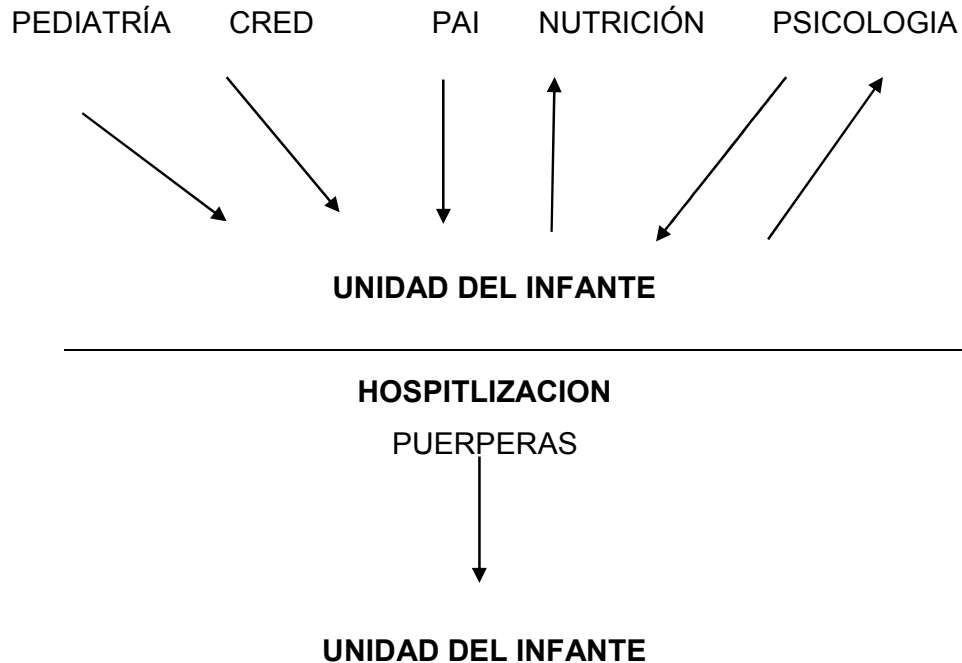 PEDIATRÍA CRED PAI NUTRICIÓN PSICOLOGIA
UNIDAD DEL INFANTE
HOSPITLIZACION
PUERPERAS
UNIDAD DEL INFANTE